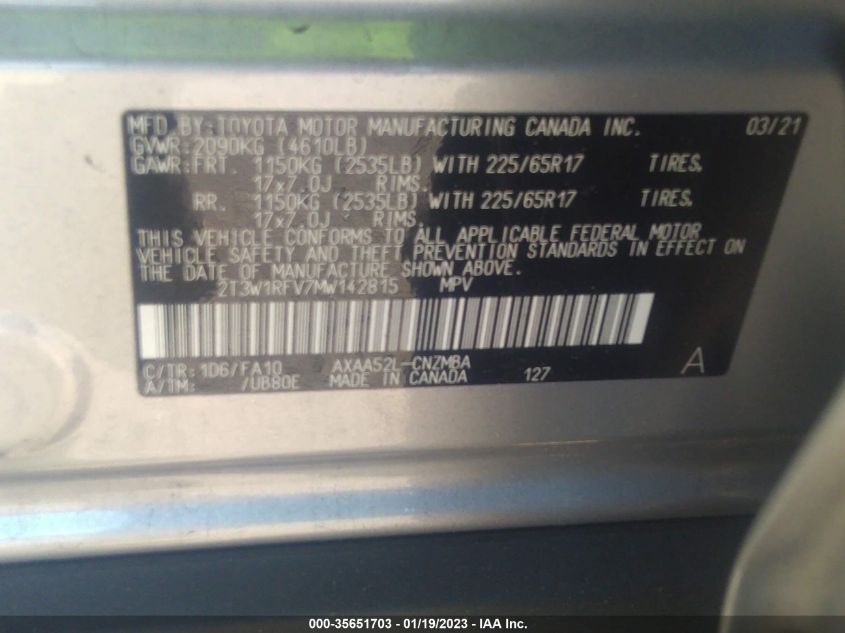 MFD BY: TOYOTA MOTOR MANUFACTURING CANADA INC. 03/21
GVWR: 2090KG (4610LB)
GAWR: FRT. 1150KG (2535LB) WITH 225/65R17 TIRES,
17x7.0J RIMS.
RR. 1150KG (2535LB) WITH 225/65R17 TIRES,
17x7.0J RIMS.
THIS VEHICLE CONFORMS TO ALL APPLICABLE FEDERAL MOTOR
VEHICLE SAFETY AND THEFT PREVENTION STANDARDS IN EFFECT ON
THE DATE OF MANUFACTURE SHOWN ABOVE.
2T3W1RFV7MW142815 MPV
C/TR: 1D6/FA10 AXAA52L-CNZMBA
A/TM: /UB80E MADE IN CANADA 127 A
000-35651703 - 01/19/2023 - IAA Inc.